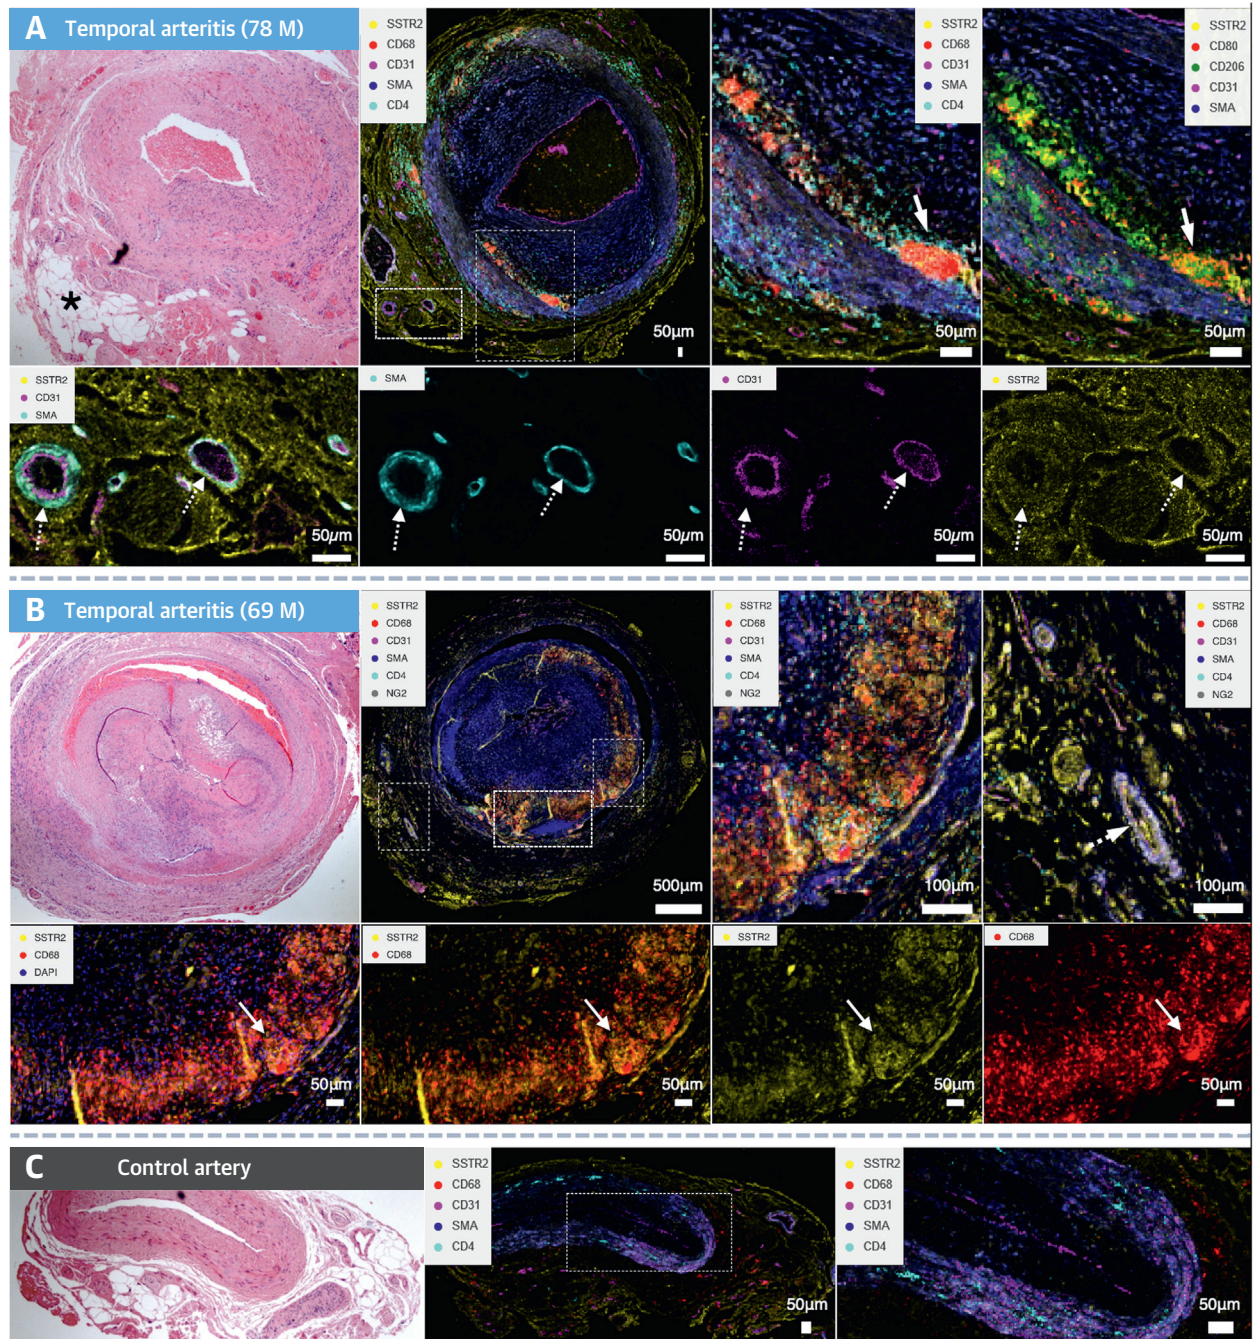 A Temporal arteritis (78 M)
SSTR2
CD68
CD31
SMA
CD4
50µm
SSTR2
CD68
CD31
SMA
CD4
50µm
SSTR2
CD80
CD206
CD31
SMA
50µm
*
SSTR2
CD31
SMA
50µm
SMA
50µm
CD31
50µm
SSTR2
50µm
B Temporal arteritis (69 M)
SSTR2
CD68
CD31
SMA
CD4
NG2
500µm
SSTR2
CD68
CD31
SMA
CD4
NG2
100µm
SSTR2
CD68
CD31
SMA
CD4
NG2
100µm
SSTR2
CD68
DAPI
50µm
SSTR2
CD68
50µm
SSTR2
50µm
CD68
50µm
C Control artery
SSTR2
CD68
CD31
SMA
CD4
50µm
SSTR2
CD68
CD31
SMA
CD4
50µm